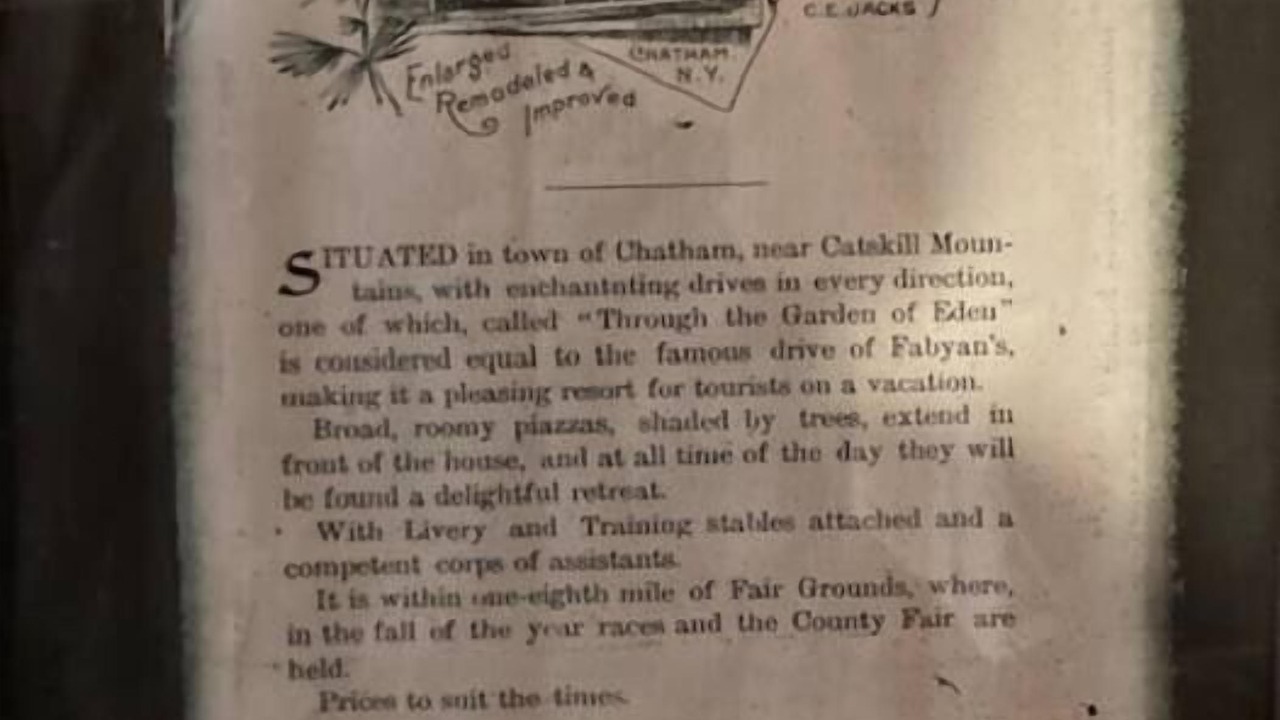 C.E. JACKS
CHATHAM.
N.Y.
Enlarged
Remodeled &
Improved
SITUATED in town of Chatham, near Catskill Moun-
tains, with enchantnting drives in every direction,
one of which, called "Through the Garden of Eden"
is considered equal to the famous drive of Fabyan's,
making it a pleasing resort for tourists on a vacation.
Broad, roomy piazzas, shaded by trees, extend in
front of the house, and at all time of the day they will
be found a delightful retreat.
With Livery and Training stables attached and a
competent corps of assistants.
It is within one-eighth mile of Fair Grounds, where,
in the fall of the year races and the County Fair are
held.
Prices to suit the times.